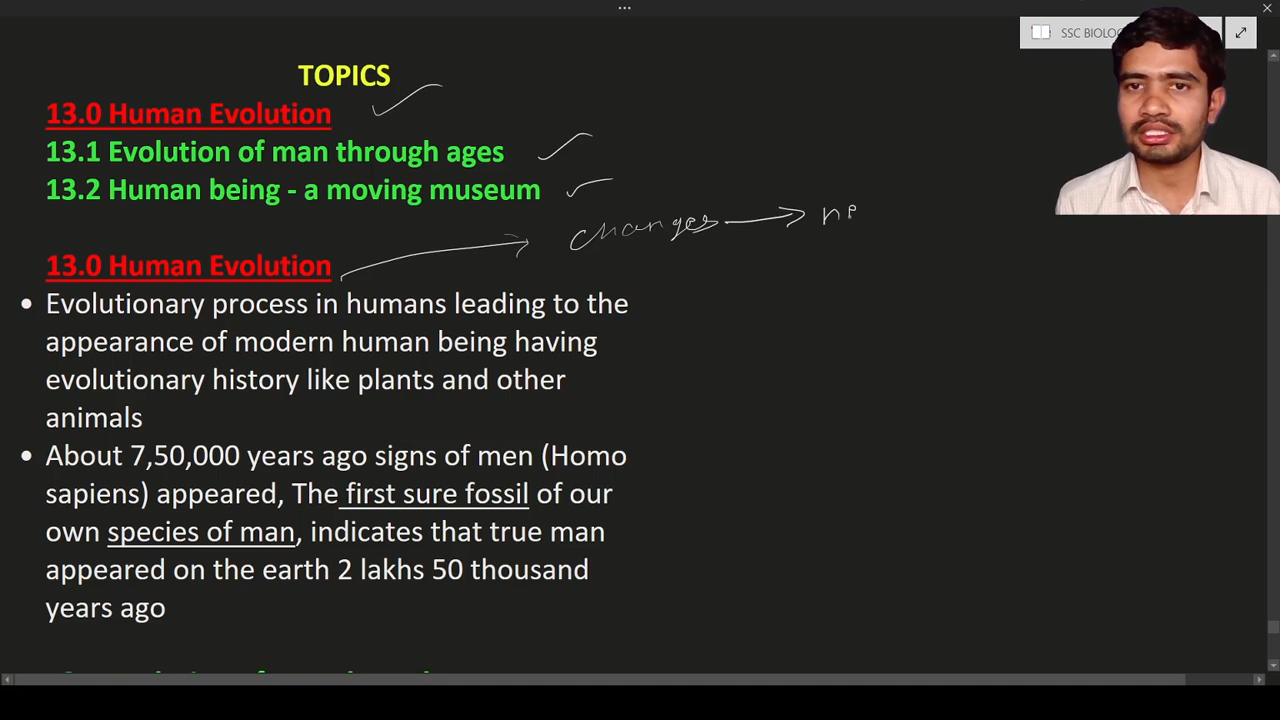 SSC BIOLOG
TOPICS
13.0 Human Evolution
13.1 Evolution of man through ages
13.2 Human being - a moving museum
changes
13.0 Human Evolution
• Evolutionary process in humans leading to the
appearance of modern human being having
evolutionary history like plants and other
animals
• About 7,50,000 years ago signs of men (Homo
sapiens) appeared, The first sure fossil of our
own species of man, indicates that true man
appeared on the earth 2 lakhs 50 thousand
years ago